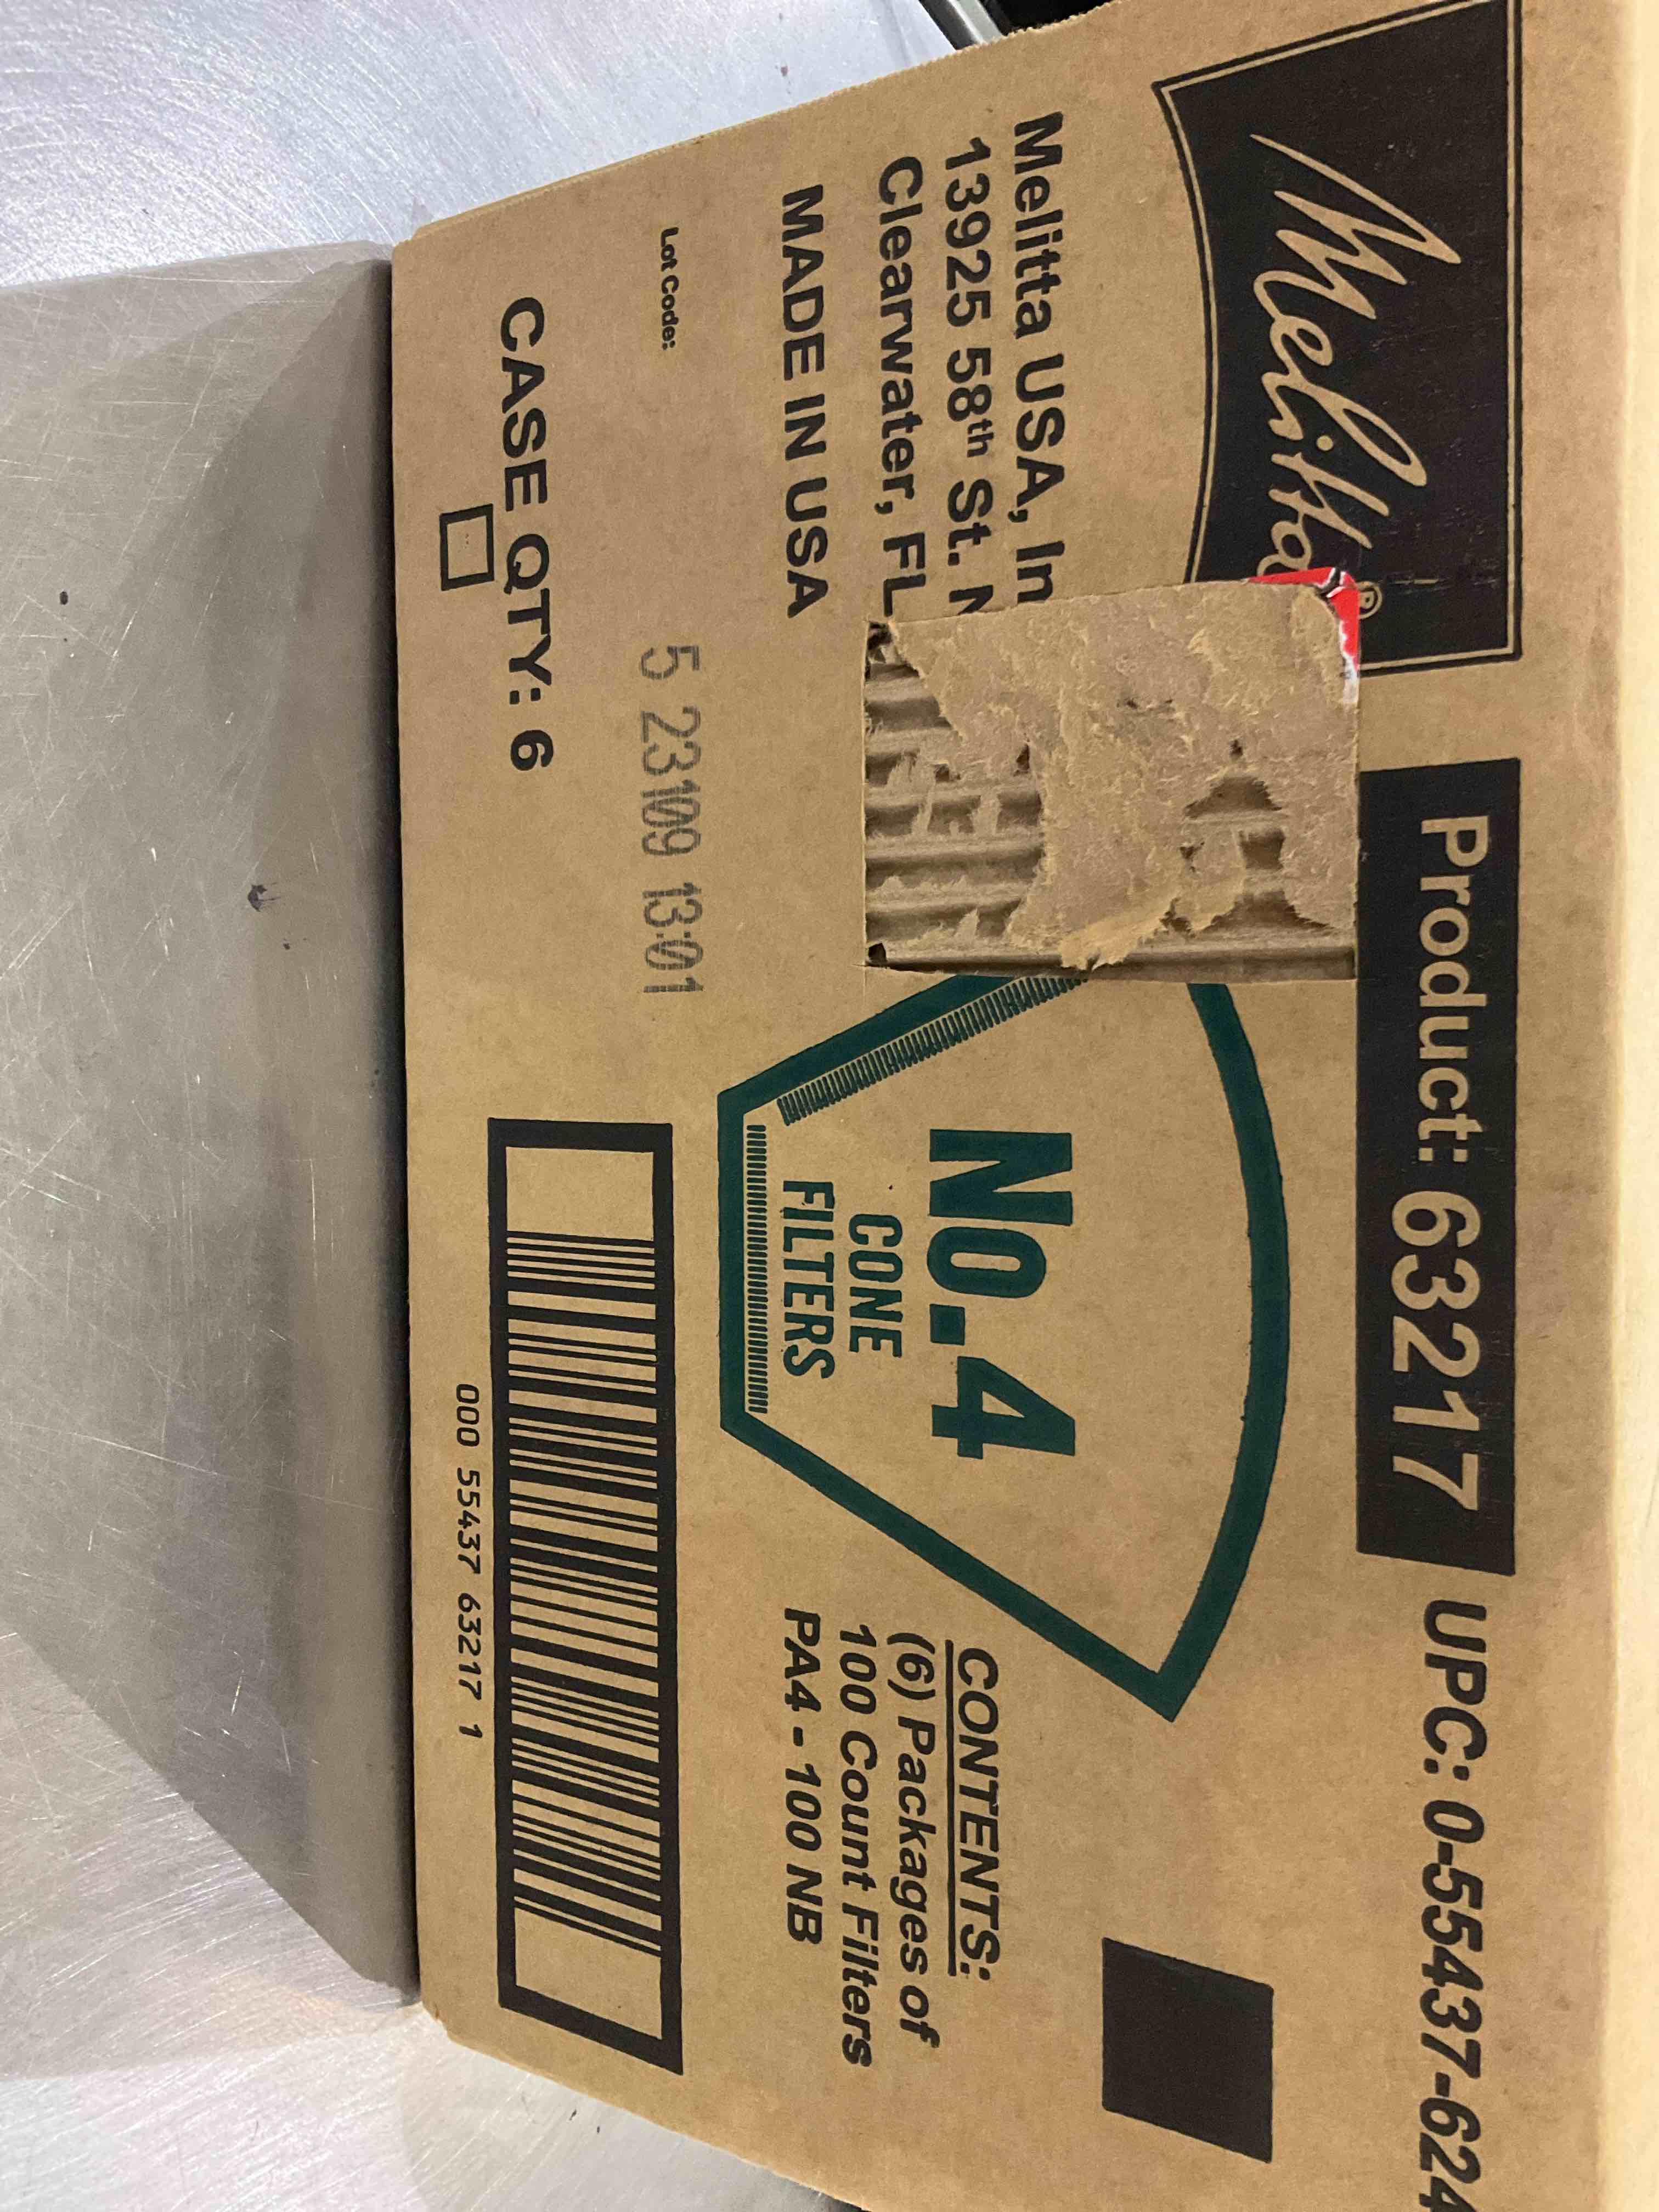 Melitta®
Product: 63217
UPC: 0-55437-624
Melitta USA, In
13925 58th St. N
Clearwater, FL
MADE IN USA
Lot Code:
5 23109 13:01
CASE QTY: 6
NO.4
CONE
FILTERS
CONTENTS:
(6) Packages of
100 Count Filters
PA4 - 100 NB
000 55437 63217 1